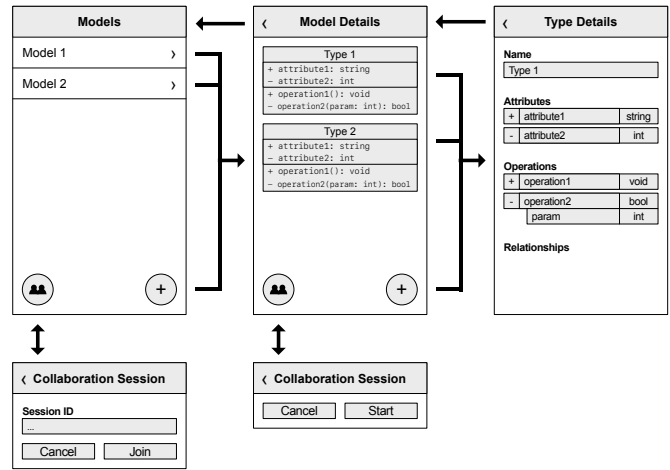 Models
Model 1 ›
Model 2 ›
+
‹ Model Details
Type 1
+ attribute1: string
− attribute2: int
+ operation1(): void
− operation2(param: int): bool
Type 2
+ attribute1: string
− attribute2: int
+ operation1(): void
− operation2(param: int): bool
+
‹ Type Details
Name
Type 1
Attributes
+ attribute1 string
- attribute2 int
Operations
+ operation1 void
- operation2 bool
param int
Relationships
‹ Collaboration Session
Session ID
...
Cancel Join
‹ Collaboration Session
Cancel Start